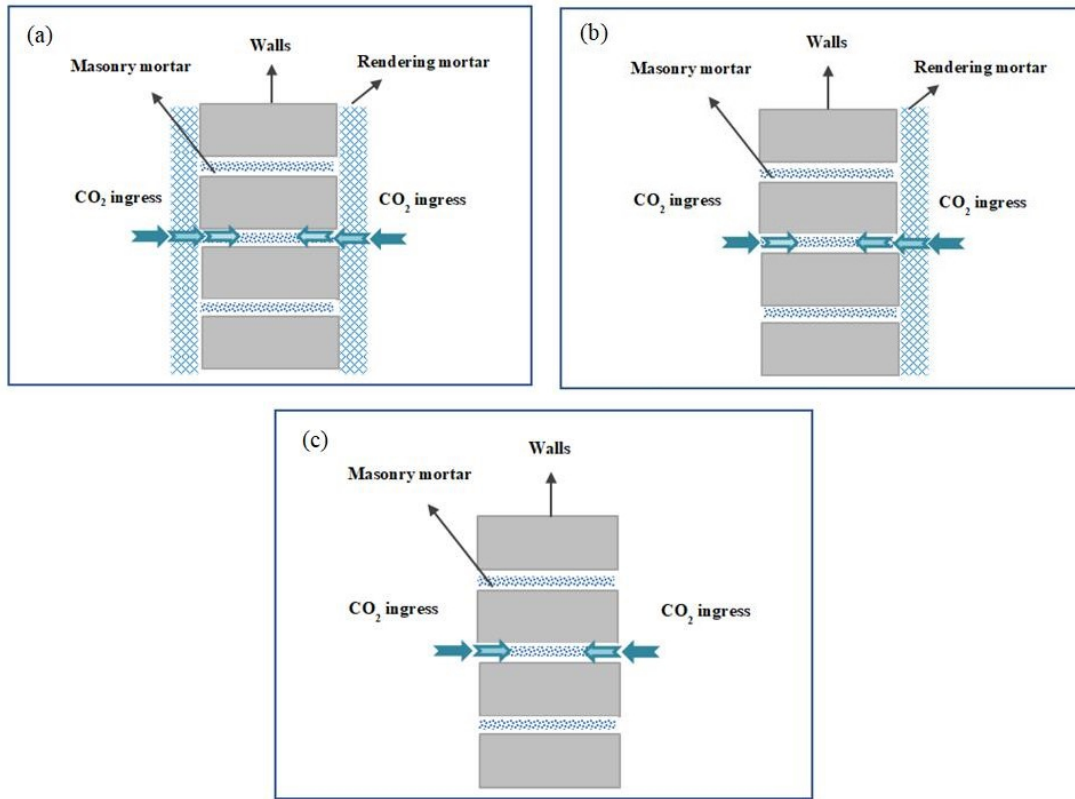 (a)
Walls
Masonry mortar
Rendering mortar
CO₂ ingress
CO₂ ingress
(b)
Walls
Masonry mortar
Rendering mortar
CO₂ ingress
CO₂ ingress
(c)
Walls
Masonry mortar
CO₂ ingress
CO₂ ingress